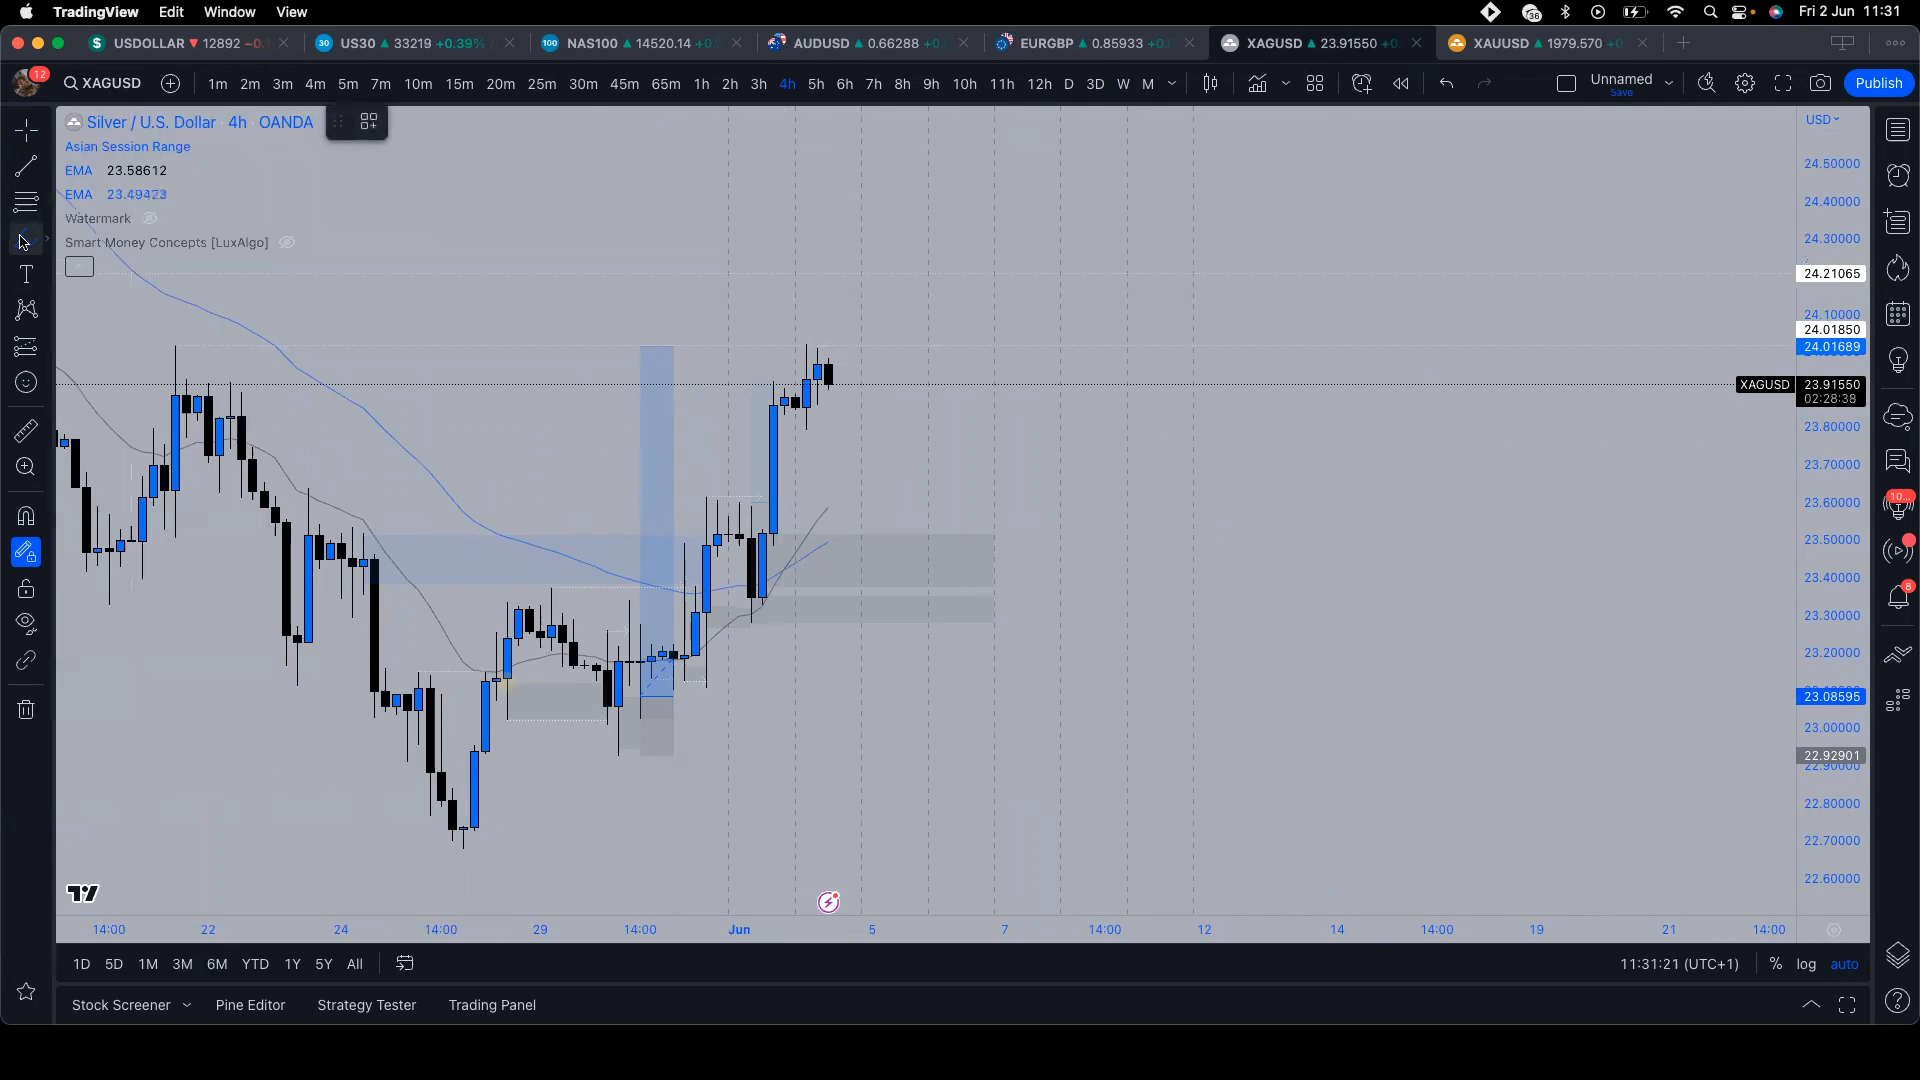 TradingView Edit Window View
36
Fri 2 Jun 11:31
$ USDOLLAR ▼ 12892
30 US30 ▲ 33219 +0.39%
100 NAS100 ▲ 14520.14
AUDUSD ▲ 0.66288
EURGBP ▲ 0.85933
XAGUSD ▲ 23.91550
XAUUSD ▲ 1979.570
12
XAGUSD
1m 2m 3m 4m 5m 7m 10m 15m 20m 25m 30m 45m 65m 1h 2h 3h 4h 5h 6h 7h 8h 9h 10h 11h 12h D 3D W M
Unnamed
Save
Publish
Silver / U.S. Dollar 4h OANDA
Asian Session Range
EMA 23.58612
EMA 23.49423
Watermark
Smart Money Concepts [LuxAlgo]
USD
24.50000
24.40000
24.30000
24.21065
24.10000
24.01850
24.01689
XAGUSD 23.91550
02:28:38
23.80000
23.70000
23.60000
23.50000
23.40000
23.30000
23.20000
23.08595
23.00000
22.92901
22.90000
22.80000
22.70000
22.60000
10...
8
14:00 22 24 14:00 29 14:00 Jun 5 7 14:00 12 14 14:00 19 21 14:00
1D 5D 1M 3M 6M YTD 1Y 5Y All
11:31:21 (UTC+1) % log auto
Stock Screener Pine Editor Strategy Tester Trading Panel